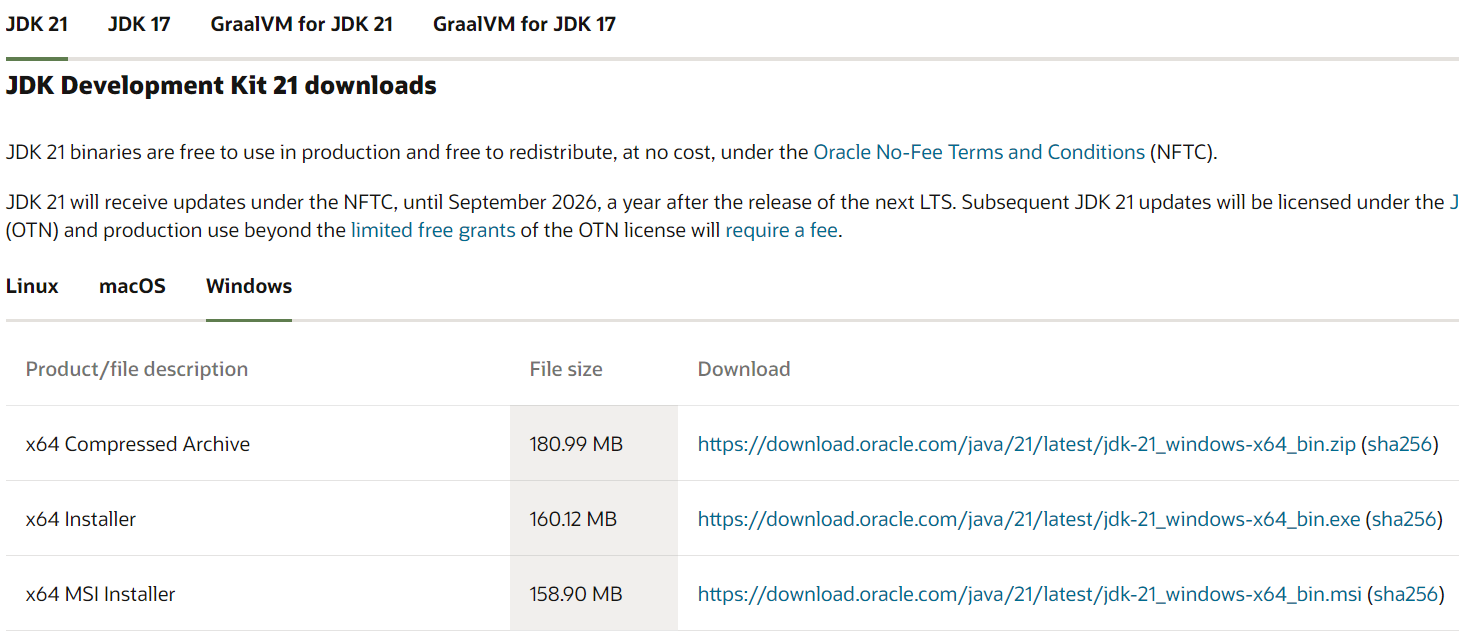 JDK 21 JDK 17 GraalVM for JDK 21 GraalVM for JDK 17
JDK Development Kit 21 downloads
JDK 21 binaries are free to use in production and free to redistribute, at no cost, under the Oracle No-Fee Terms and Conditions (NFTC).
JDK 21 will receive updates under the NFTC, until September 2026, a year after the release of the next LTS. Subsequent JDK 21 updates will be licensed under the J
(OTN) and production use beyond the limited free grants of the OTN license will require a fee.
Linux macOS Windows
Product/file description File size Download
x64 Compressed Archive 180.99 MB https://download.oracle.com/java/21/latest/jdk-21_windows-x64_bin.zip (sha256)
x64 Installer 160.12 MB https://download.oracle.com/java/21/latest/jdk-21_windows-x64_bin.exe (sha256)
x64 MSI Installer 158.90 MB https://download.oracle.com/java/21/latest/jdk-21_windows-x64_bin.msi (sha256)